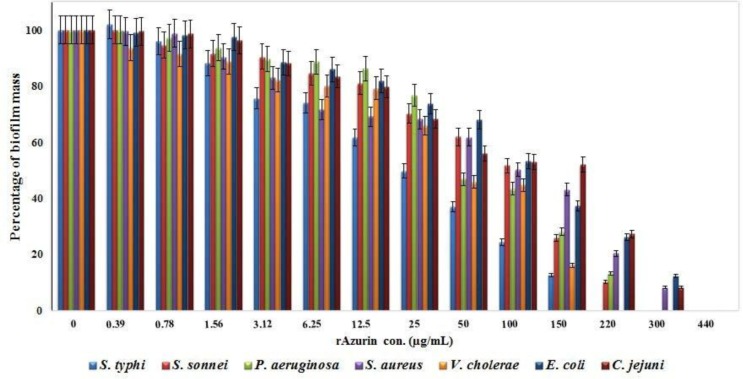 Percentage of biofilm mass
100
80
60
40
20
0
0 0.39 0.78 1.56 3.12 6.25 12.5 25 50 100 150 220 300 440
rAzurin con. (µg/mL)
S. typhi S. sonnei P. aeruginosa S. aureus V. cholerae E. coli C. jejuni